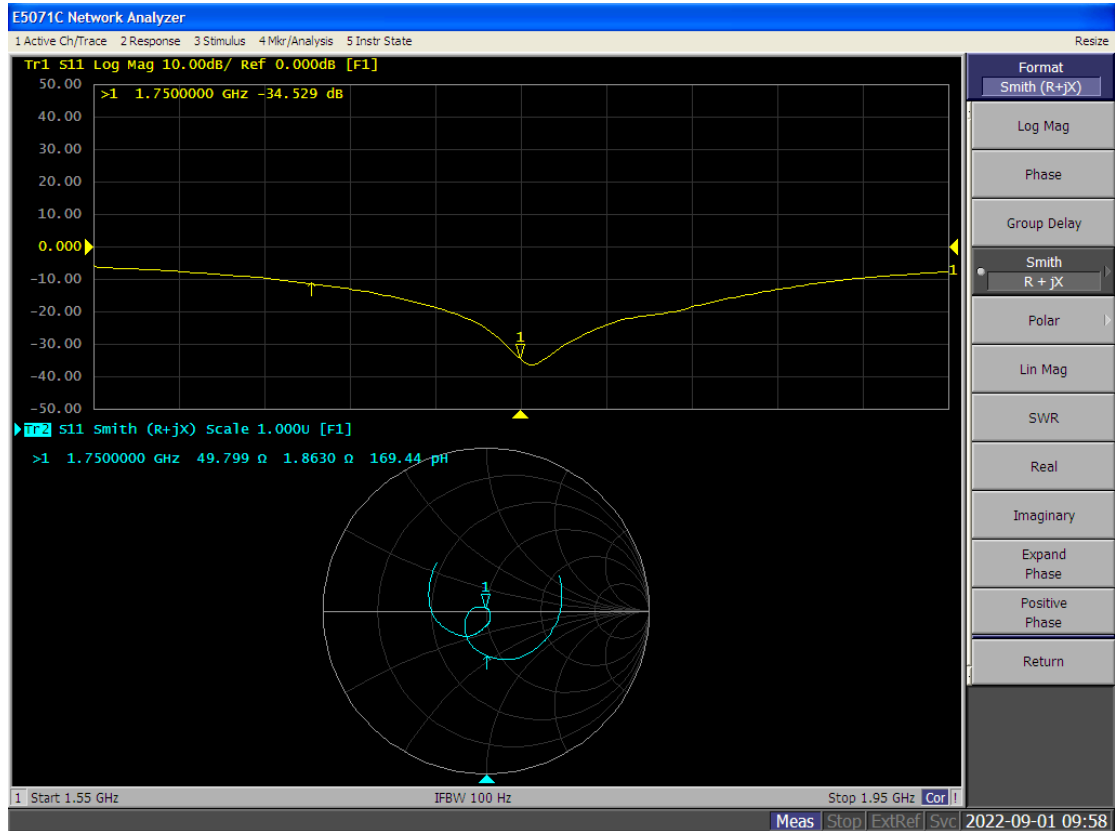 E5071C Network Analyzer
1 Active Ch/Trace 2 Response 3 Stimulus 4 Mkr/Analysis 5 Instr State Resize
Tr1 S11 Log Mag 10.00dB/ Ref 0.000dB [F1]
50.00
>1 1.7500000 GHz -34.529 dB
40.00
30.00
20.00
10.00
0.000
-10.00
1
-20.00
-30.00
1
-40.00
-50.00
Tr2 S11 Smith (R+jX) Scale 1.000U [F1]
>1 1.7500000 GHz 49.799 Ω 1.8630 Ω 169.44 pH
1
1 Start 1.55 GHz IFBW 100 Hz Stop 1.95 GHz Cor !
Format
Smith (R+jX)
Log Mag
Phase
Group Delay
Smith
R + jX
Polar
Lin Mag
SWR
Real
Imaginary
Expand
Phase
Positive
Phase
Return
Meas Stop ExtRef Svc 2022-09-01 09:58